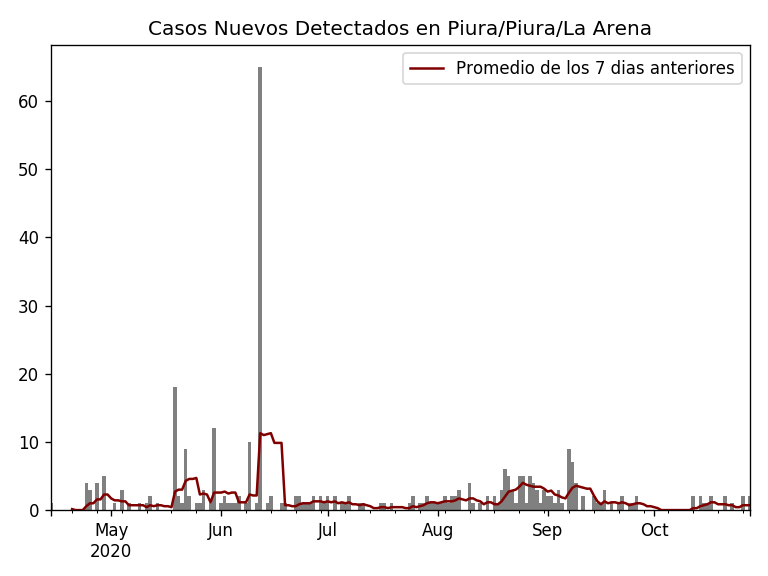 Casos Nuevos Detectados en Piura/Piura/La Arena
Promedio de los 7 dias anteriores
60
50
40
30
20
10
0
May Jun Jul Aug Sep Oct
2020